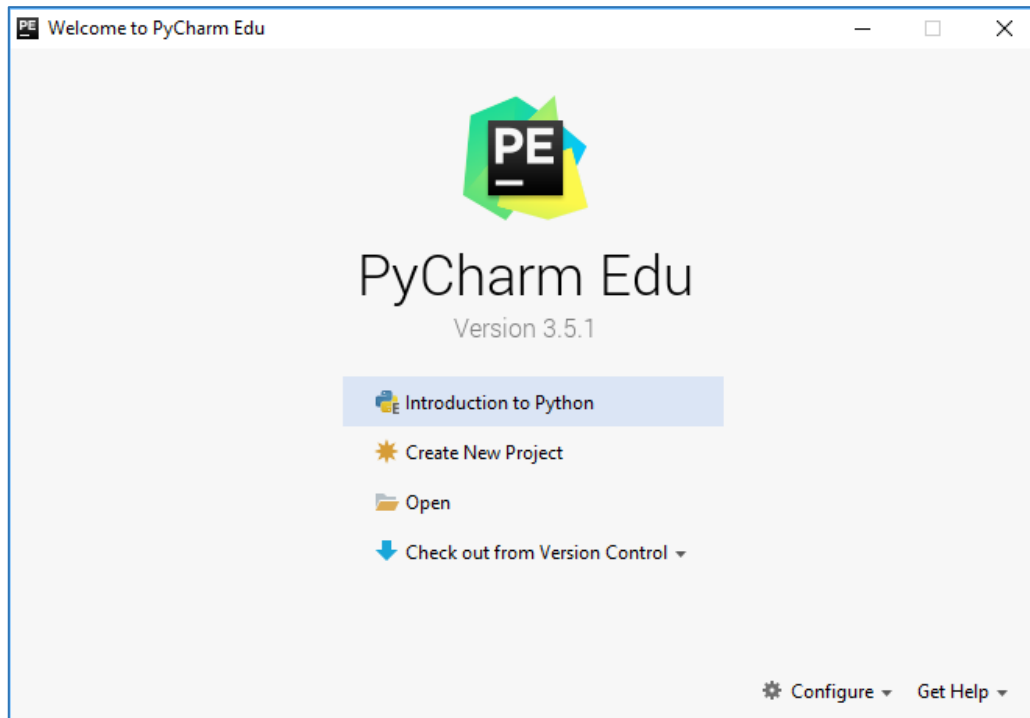 PE Welcome to PyCharm Edu
PE
PyCharm Edu
Version 3.5.1
Introduction to Python
Create New Project
Open
Check out from Version Control
Configure Get Help